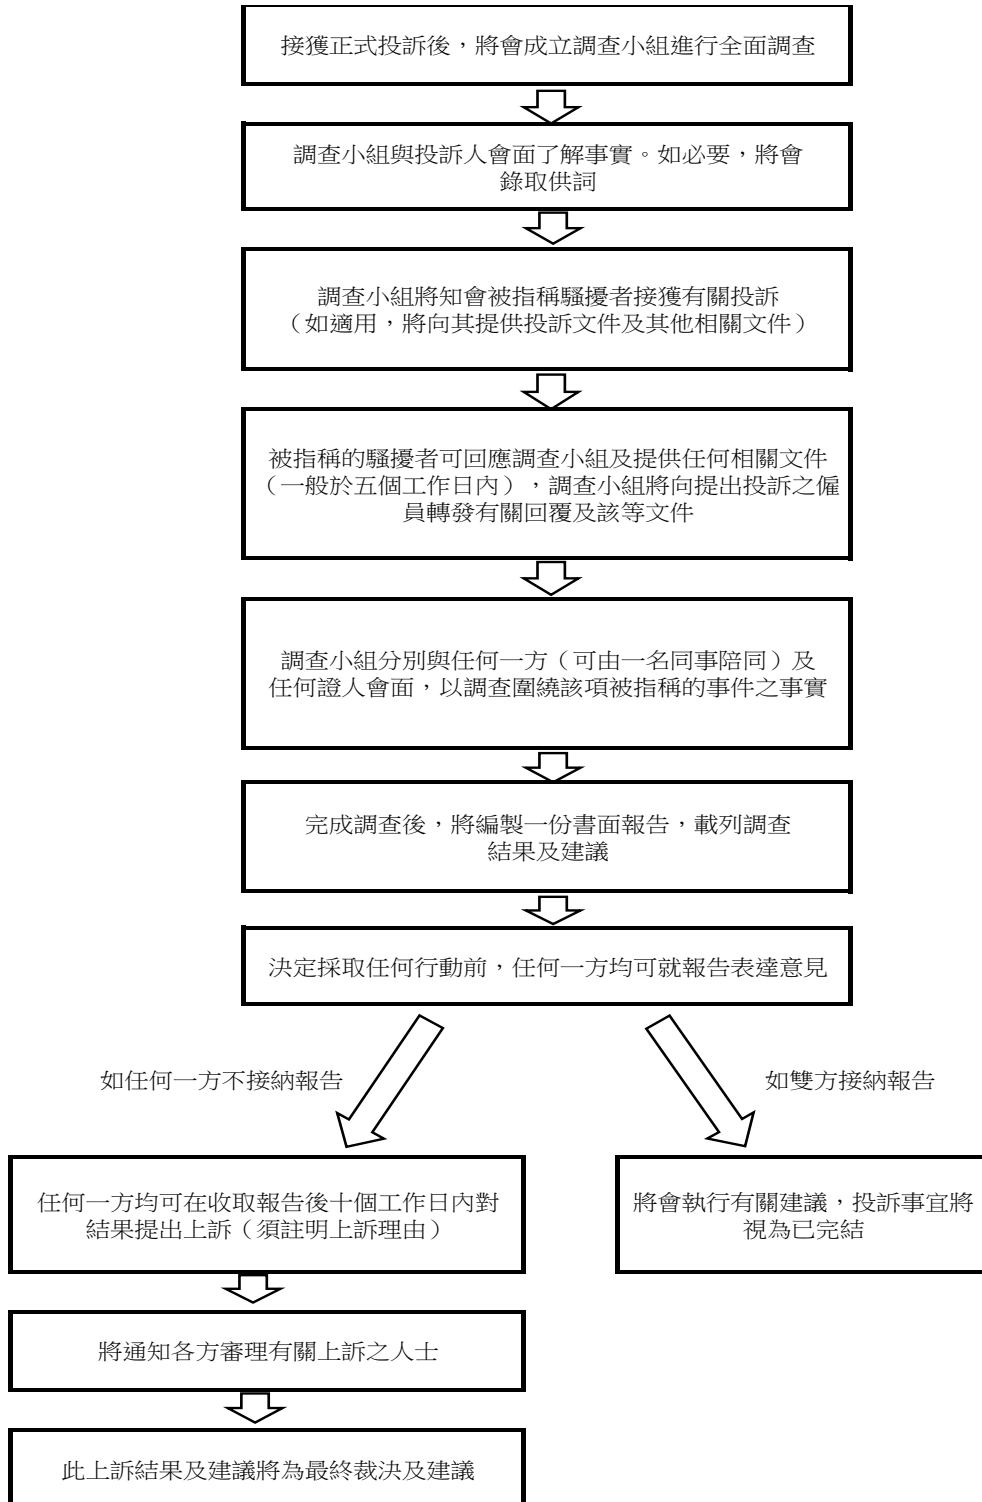 接獲正式投訴後，將會成立調查小組進行全面調查
調查小組與投訴人會面了解事實。如必要，將會
錄取供詞
調查小組將知會被指稱騷擾者接獲有關投訴
（如適用，將向其提供投訴文件及其他相關文件）
被指稱的騷擾者可回應調查小組及提供任何相關文件
（一般於五個工作日內），調查小組將向提出投訴之僱
員轉發有關回覆及該等文件
調查小組分別與任何一方（可由一名同事陪同）及
任何證人會面，以調查圍繞該項被指稱的事件之事實
完成調查後，將編製一份書面報告，載列調查
結果及建議
決定採取任何行動前，任何一方均可就報告表達意見
如任何一方不接納報告
如雙方接納報告
任何一方均可在收取報告後十個工作日內對
結果提出上訴（須註明上訴理由）
將會執行有關建議，投訴事宜將
視為已完結
將通知各方審理有關上訴之人士
此上訴結果及建議將為最終裁決及建議